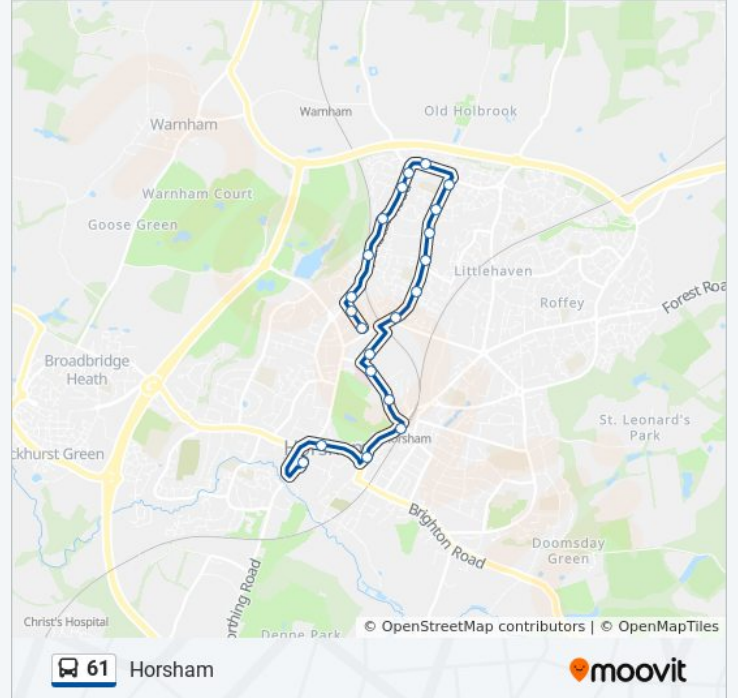 Warnham
Old Holbrook
Warnham
Warnham Court
Goose Green
Littlehaven
Roffey
Forest Roa
Broadbridge
Heath
St. Leonard's
Park
ckhurst Green
Horsham
Brighton Road
Doomsday
Green
orthing Road
Christ's Hospital
Denne Park
© OpenStreetMap contributors | © OpenMapTiles
61 Horsham
moovit